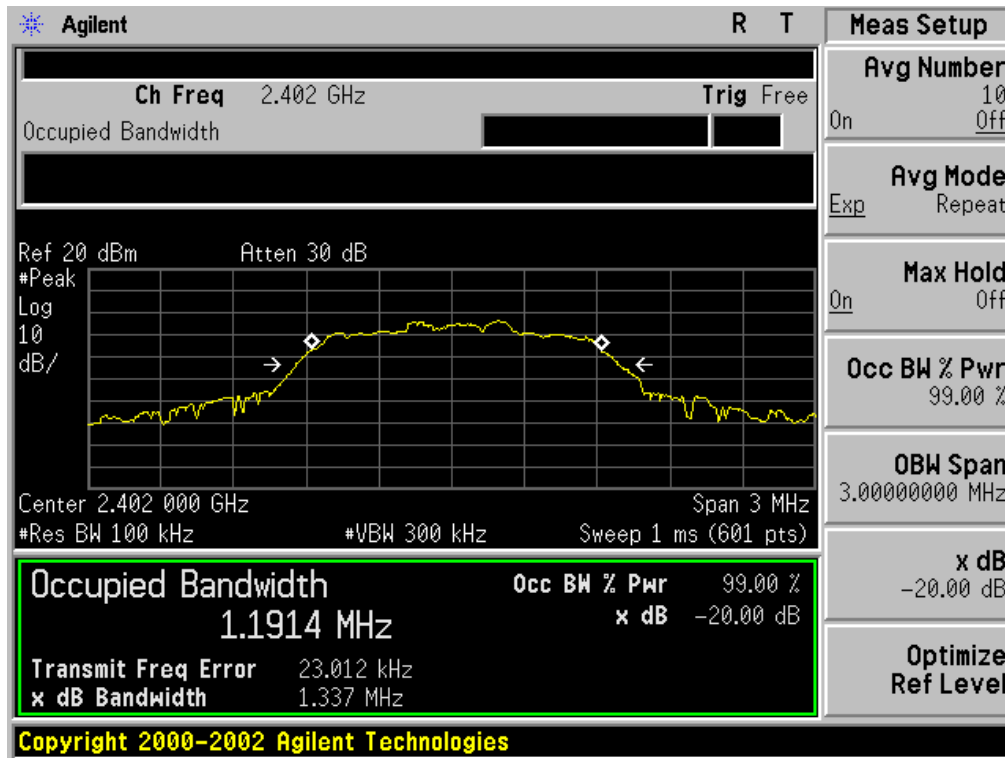 Agilent R T
Ch Freq 2.402 GHz Trig Free
Occupied Bandwidth
Ref 20 dBm Atten 30 dB
#Peak
Log
10
dB/
Center 2.402 000 GHz Span 3 MHz
#Res BW 100 kHz #VBW 300 kHz Sweep 1 ms (601 pts)
Occupied Bandwidth Occ BW % Pwr 99.00 %
1.1914 MHz x dB -20.00 dB
Transmit Freq Error 23.012 kHz
x dB Bandwidth 1.337 MHz
Copyright 2000-2002 Agilent Technologies
Meas Setup
Avg Number
10
On Off
Avg Mode
Exp Repeat
Max Hold
On Off
Occ BW % Pwr
99.00 %
OBW Span
3.00000000 MHz
x dB
-20.00 dB
Optimize
Ref Level